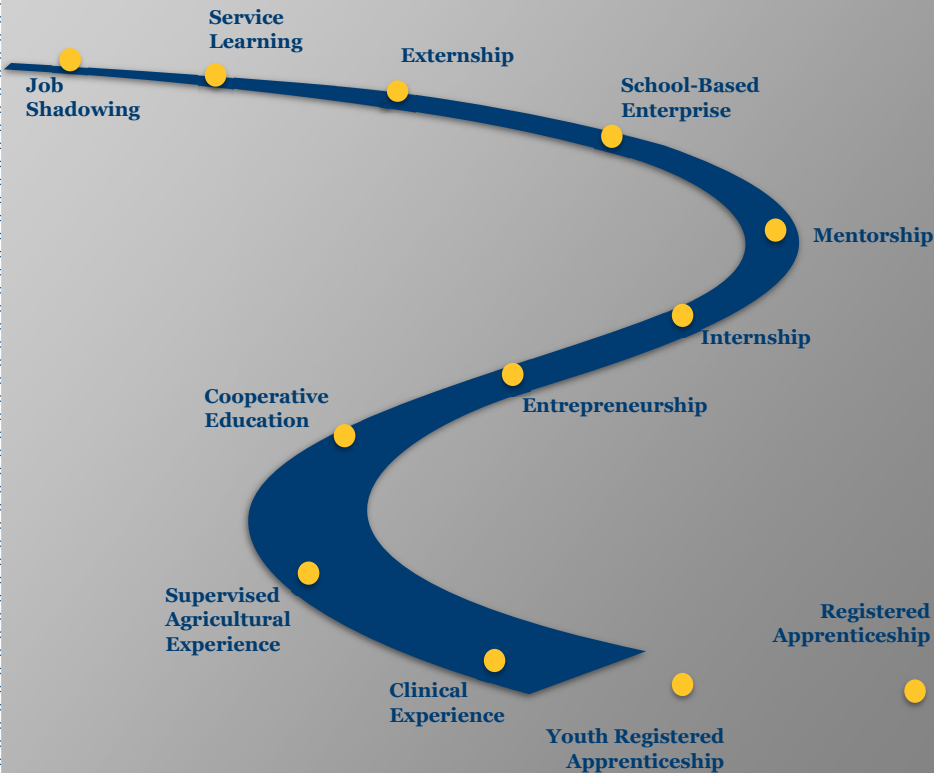 Service
Learning
Externship
Job
Shadowing
School-Based
Enterprise
Mentorship
Internship
Entrepreneurship
Cooperative
Education
Supervised
Agricultural
Experience
Registered
Apprenticeship
Clinical
Experience
Youth Registered
Apprenticeship